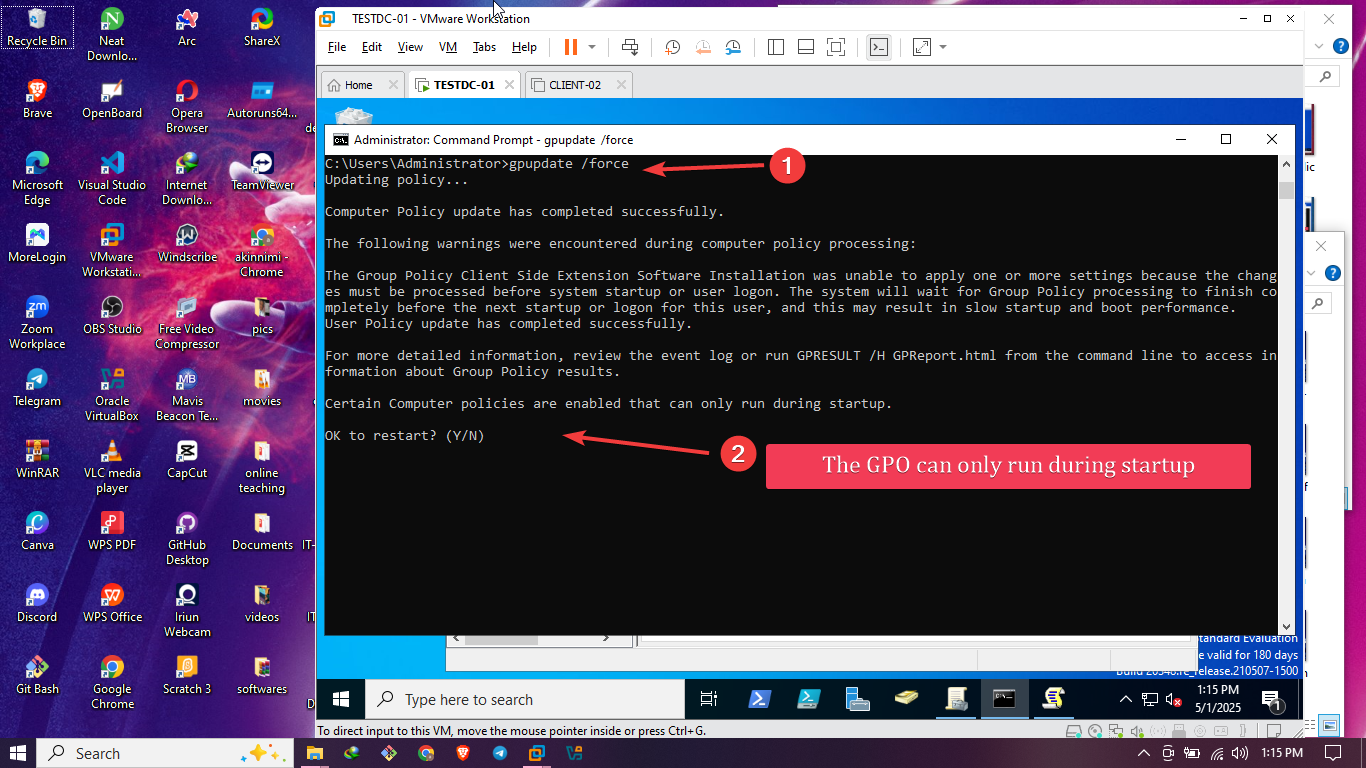 Recycle Bin
Neat
Downlo...
Arc
ShareX
Brave
OpenBoard
Opera
Browser
Autoruns64...
Microsoft
Edge
Visual Studio
Code
Internet
Downlo...
TeamViewer
MoreLogin
VMware
Workstati...
Windscribe
akinnimi -
Chrome
Zoom
Workplace
OBS Studio
Free Video
Compressor
pics
Telegram
Oracle
VirtualBox
Mavis
Beacon Te...
movies
WinRAR
VLC media
player
CapCut
online
teaching
Canva
WPS PDF
GitHub
Desktop
Documents
Discord
WPS Office
Iriun
Webcam
videos
Git Bash
Google
Chrome
Scratch 3
softwares
TESTDC-01 - VMware Workstation
File Edit View VM Tabs Help
Home TESTDC-01 CLIENT-02
Administrator: Command Prompt - gpupdate /force
C:\Users\Administrator>gpupdate /force
1
Updating policy...
Computer Policy update has completed successfully.
The following warnings were encountered during computer policy processing:
The Group Policy Client Side Extension Software Installation was unable to apply one or more settings because the chang
es must be processed before system startup or user logon. The system will wait for Group Policy processing to finish co
mpletely before the next startup or logon for this user, and this may result in slow startup and boot performance.
User Policy update has completed successfully.
For more detailed information, review the event log or run GPRESULT /H GPReport.html from the command line to access in
formation about Group Policy results.
Certain Computer policies are enabled that can only run during startup.
OK to restart? (Y/N)
2
The GPO can only run during startup
tandard Evaluation
e valid for 180 days
Build 20348.fe_release.210507-1500
Type here to search
1:15 PM
5/1/2025
1
To direct input to this VM, move the mouse pointer inside or press Ctrl+G.
Search
1:15 PM